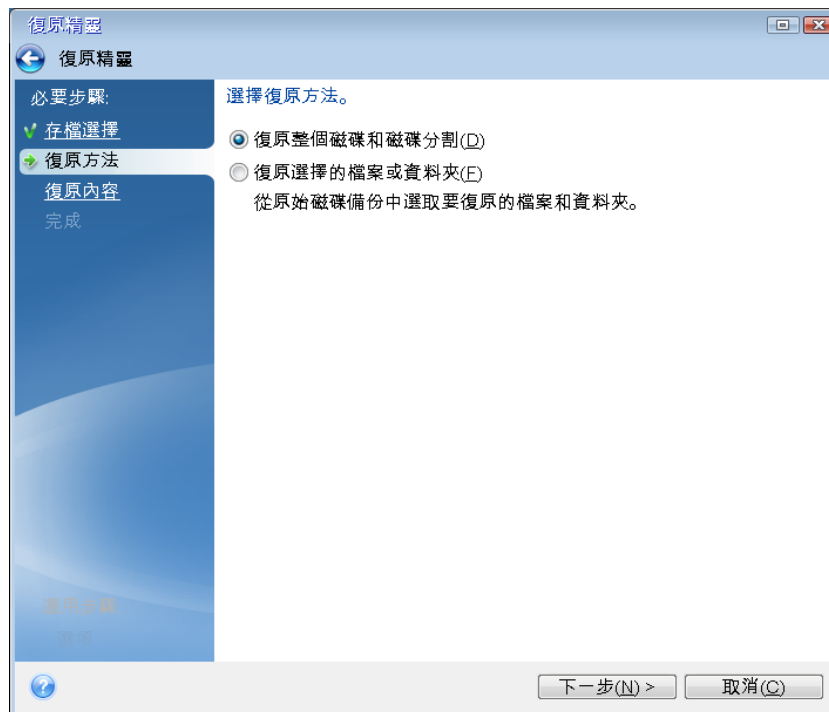 復原精靈
復原精靈
必要步驟:
存檔選擇
復原方法
復原內容
完成
選擇復原方法。
復原整個磁碟和磁碟分割(D)
復原選擇的檔案或資料夾(F)
從原始磁碟備份中選取要復原的檔案和資料夾。
下一步(N) >
取消(C)